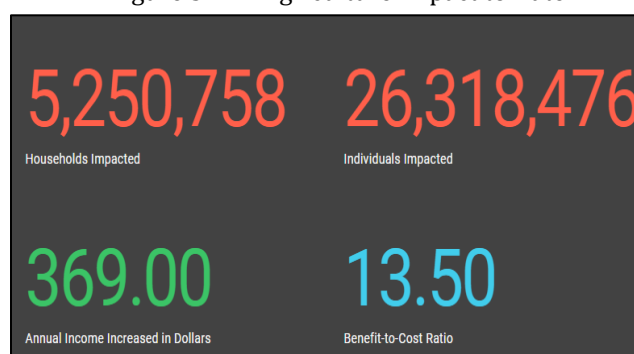 5,250,758 26,318,476
Households Impacted Individuals Impacted
369.00 13.50
Annual Income Increased in Dollars Benefit-to-Cost Ratio